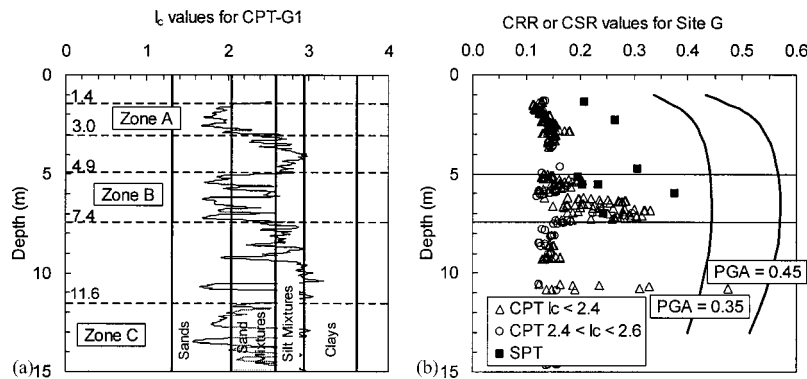 I_c values for CPT-G1
0 1 2 3 4
0
5
10
15
Depth (m)
1.4
3.0
4.9
7.4
11.6
Zone A
Zone B
Zone C
Sands
Sand Mixtures
Silt Mixtures
Clays
(a)
CRR or CSR values for Site G
0 0.1 0.2 0.3 0.4 0.5 0.6
0
5
10
15
Depth (m)
PGA = 0.45
PGA = 0.35
CPT Ic < 2.4
CPT 2.4 < Ic < 2.6
SPT
(b)